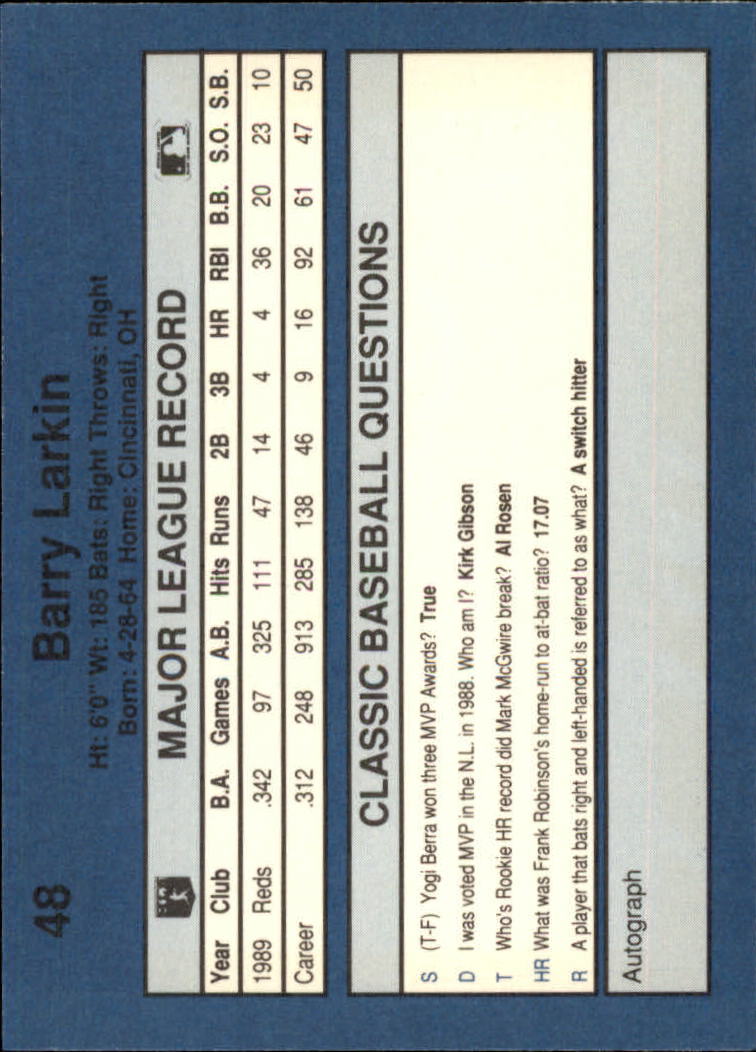 48 Barry Larkin
Ht: 6'0" Wt: 185 Bats: Right Throws: Right
Born: 4-28-64 Home: Cincinnati, OH
MAJOR LEAGUE RECORD
Year Club B.A. Games A.B. Hits Runs 2B 3B HR RBI B.B. S.O. S.B.
1989 Reds .342 97 325 111 47 14 4 4 36 20 23 10
Career .312 248 913 285 138 46 9 16 92 61 47 50
CLASSIC BASEBALL QUESTIONS
S (T-F) Yogi Berra won three MVP Awards? True
D I was voted MVP in the N.L. in 1988. Who am I? Kirk Gibson
T Who's Rookie HR record did Mark McGwire break? Al Rosen
HR What was Frank Robinson's home-run to at-bat ratio? 17.07
R A player that bats right and left-handed is referred to as what? A switch hitter
Autograph